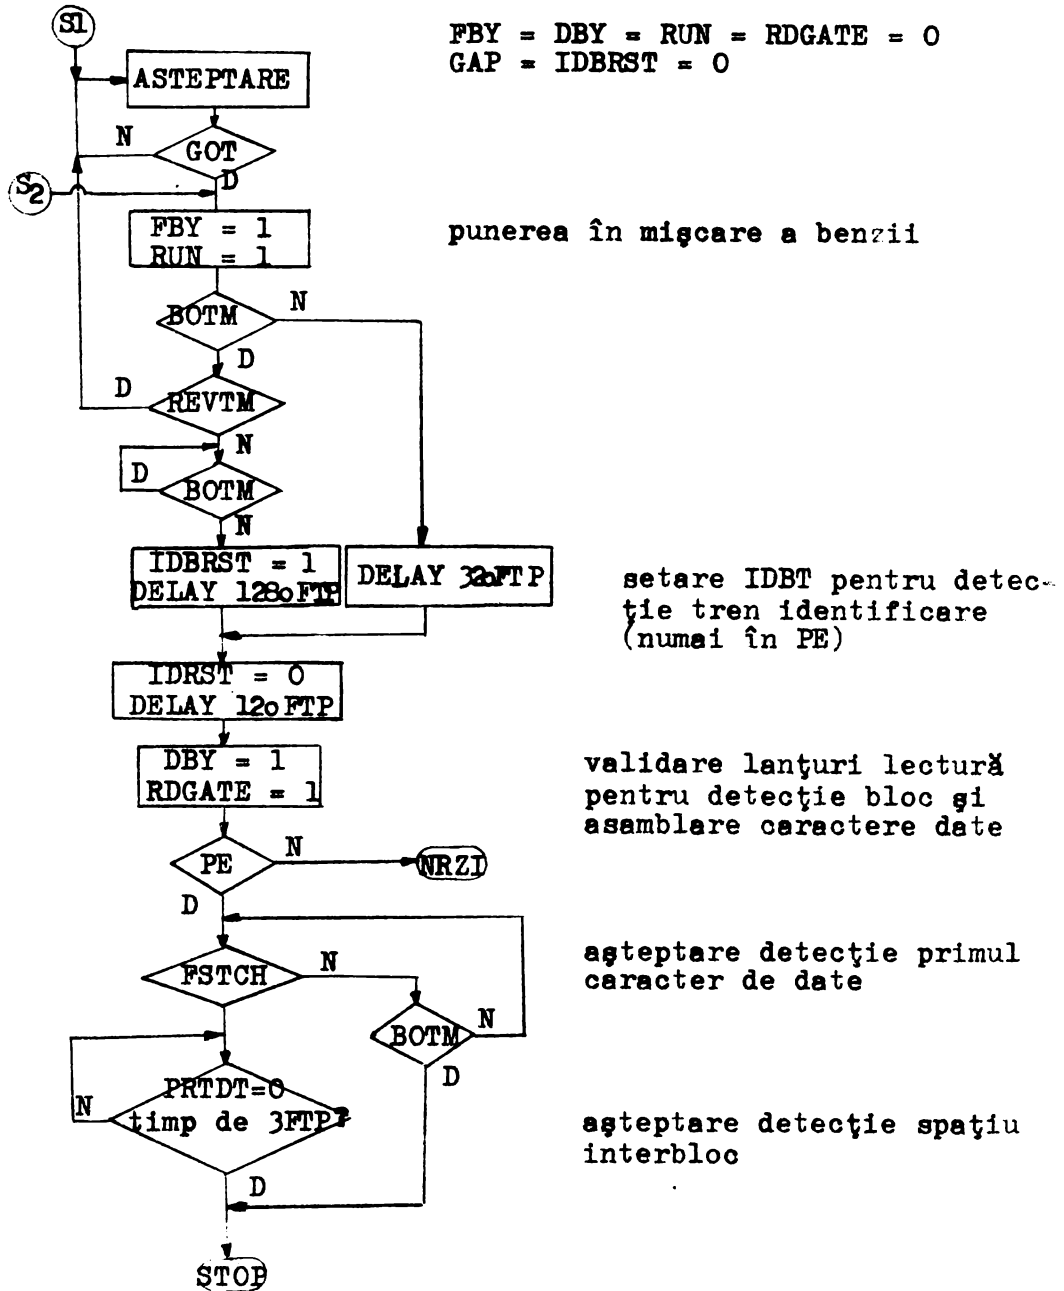 S1
FBY = DBY = RUN = RDGATE = 0
GAP = IDBRST = 0
ASTEPTARE
N
GOT
D
S2
FBY = 1
RUN = 1
punerea în mişcare a benzii
BOTM
N
D
D
REVTM
N
D
BOTM
N
IDBRST = 1
DELAY 128oFTP
DELAY 32oFTP
setare IDBT pentru detec-
ţie tren identificare
(numai în PE)
IDRST = 0
DELAY 12oFTP
DBY = 1
RDGATE = 1
validare lanţuri lectură
pentru detecţie bloc şi
asamblare caractere date
PE
N
NRZI
D
FSTCH
N
aşteptare detecţie primul
caracter de date
BOTM
N
D
PRTDT=0
timp de 3FTP?
N
aşteptare detecţie spaţiu
interbloc
D
STOP